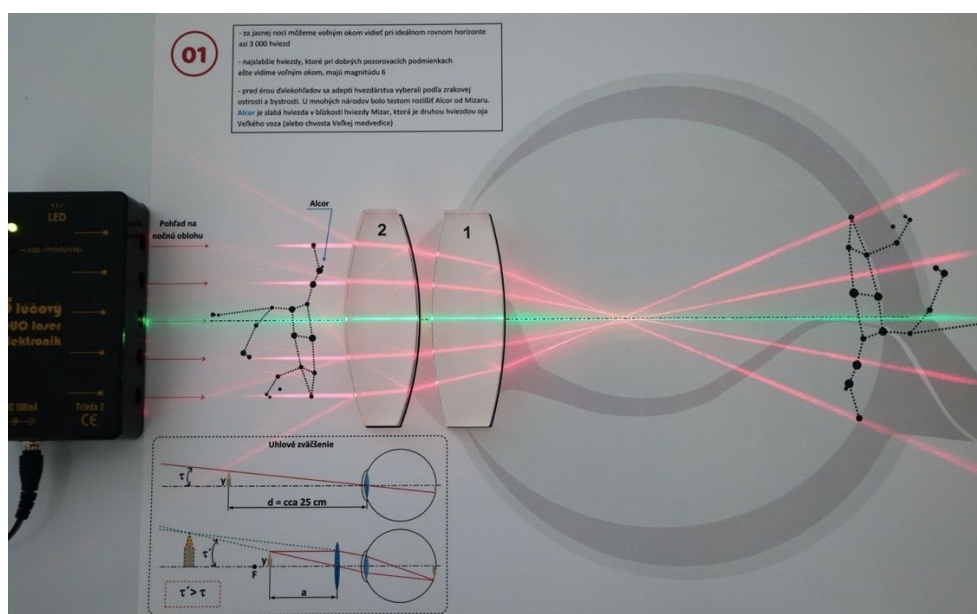 01
- za jasnej noci môžeme voľným okom vidieť pri ideálnom rovnom horizonte
asi 3 000 hviezd
- najslabšie hviezdy, ktoré pri dobrých pozorovacích podmienkach
ešte vidíme voľným okom, majú magnitúdu 6
- pred érou ďalekohľadov sa adepti hvezdárstva vyberali podľa zrakovej
ostrosti a bystrosti. U mnohých národov bolo testom rozlíšiť Alcor od Mizaru.
Alcor je slabá hviezda v blízkosti hviezdy Mizar, ktorá je druhou hviezdou oja
Veľkého voza (alebo chvosta Veľkej medvedice)
LED
Pohľad na
nočnú oblohu
Alcor
2
1
lúčový
laser
Trieda 2
CE
Uhlové zväčšenie
τ
y
d = cca 25 cm
τ´
y
F
a
τ´> τ